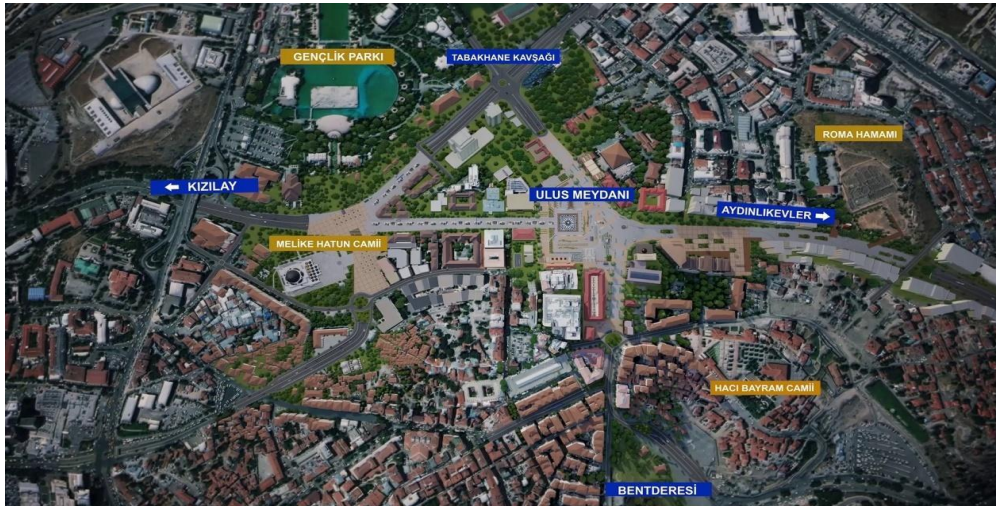 GENÇLİK PARKI
TABAKHANE KAVŞAĞI
ROMA HAMAMI
KIZILAY
ULUS MEYDANI
AYDINLIKEVLER
MELİKE HATUN CAMİİ
HACI BAYRAM CAMİİ
BENTDERESİ